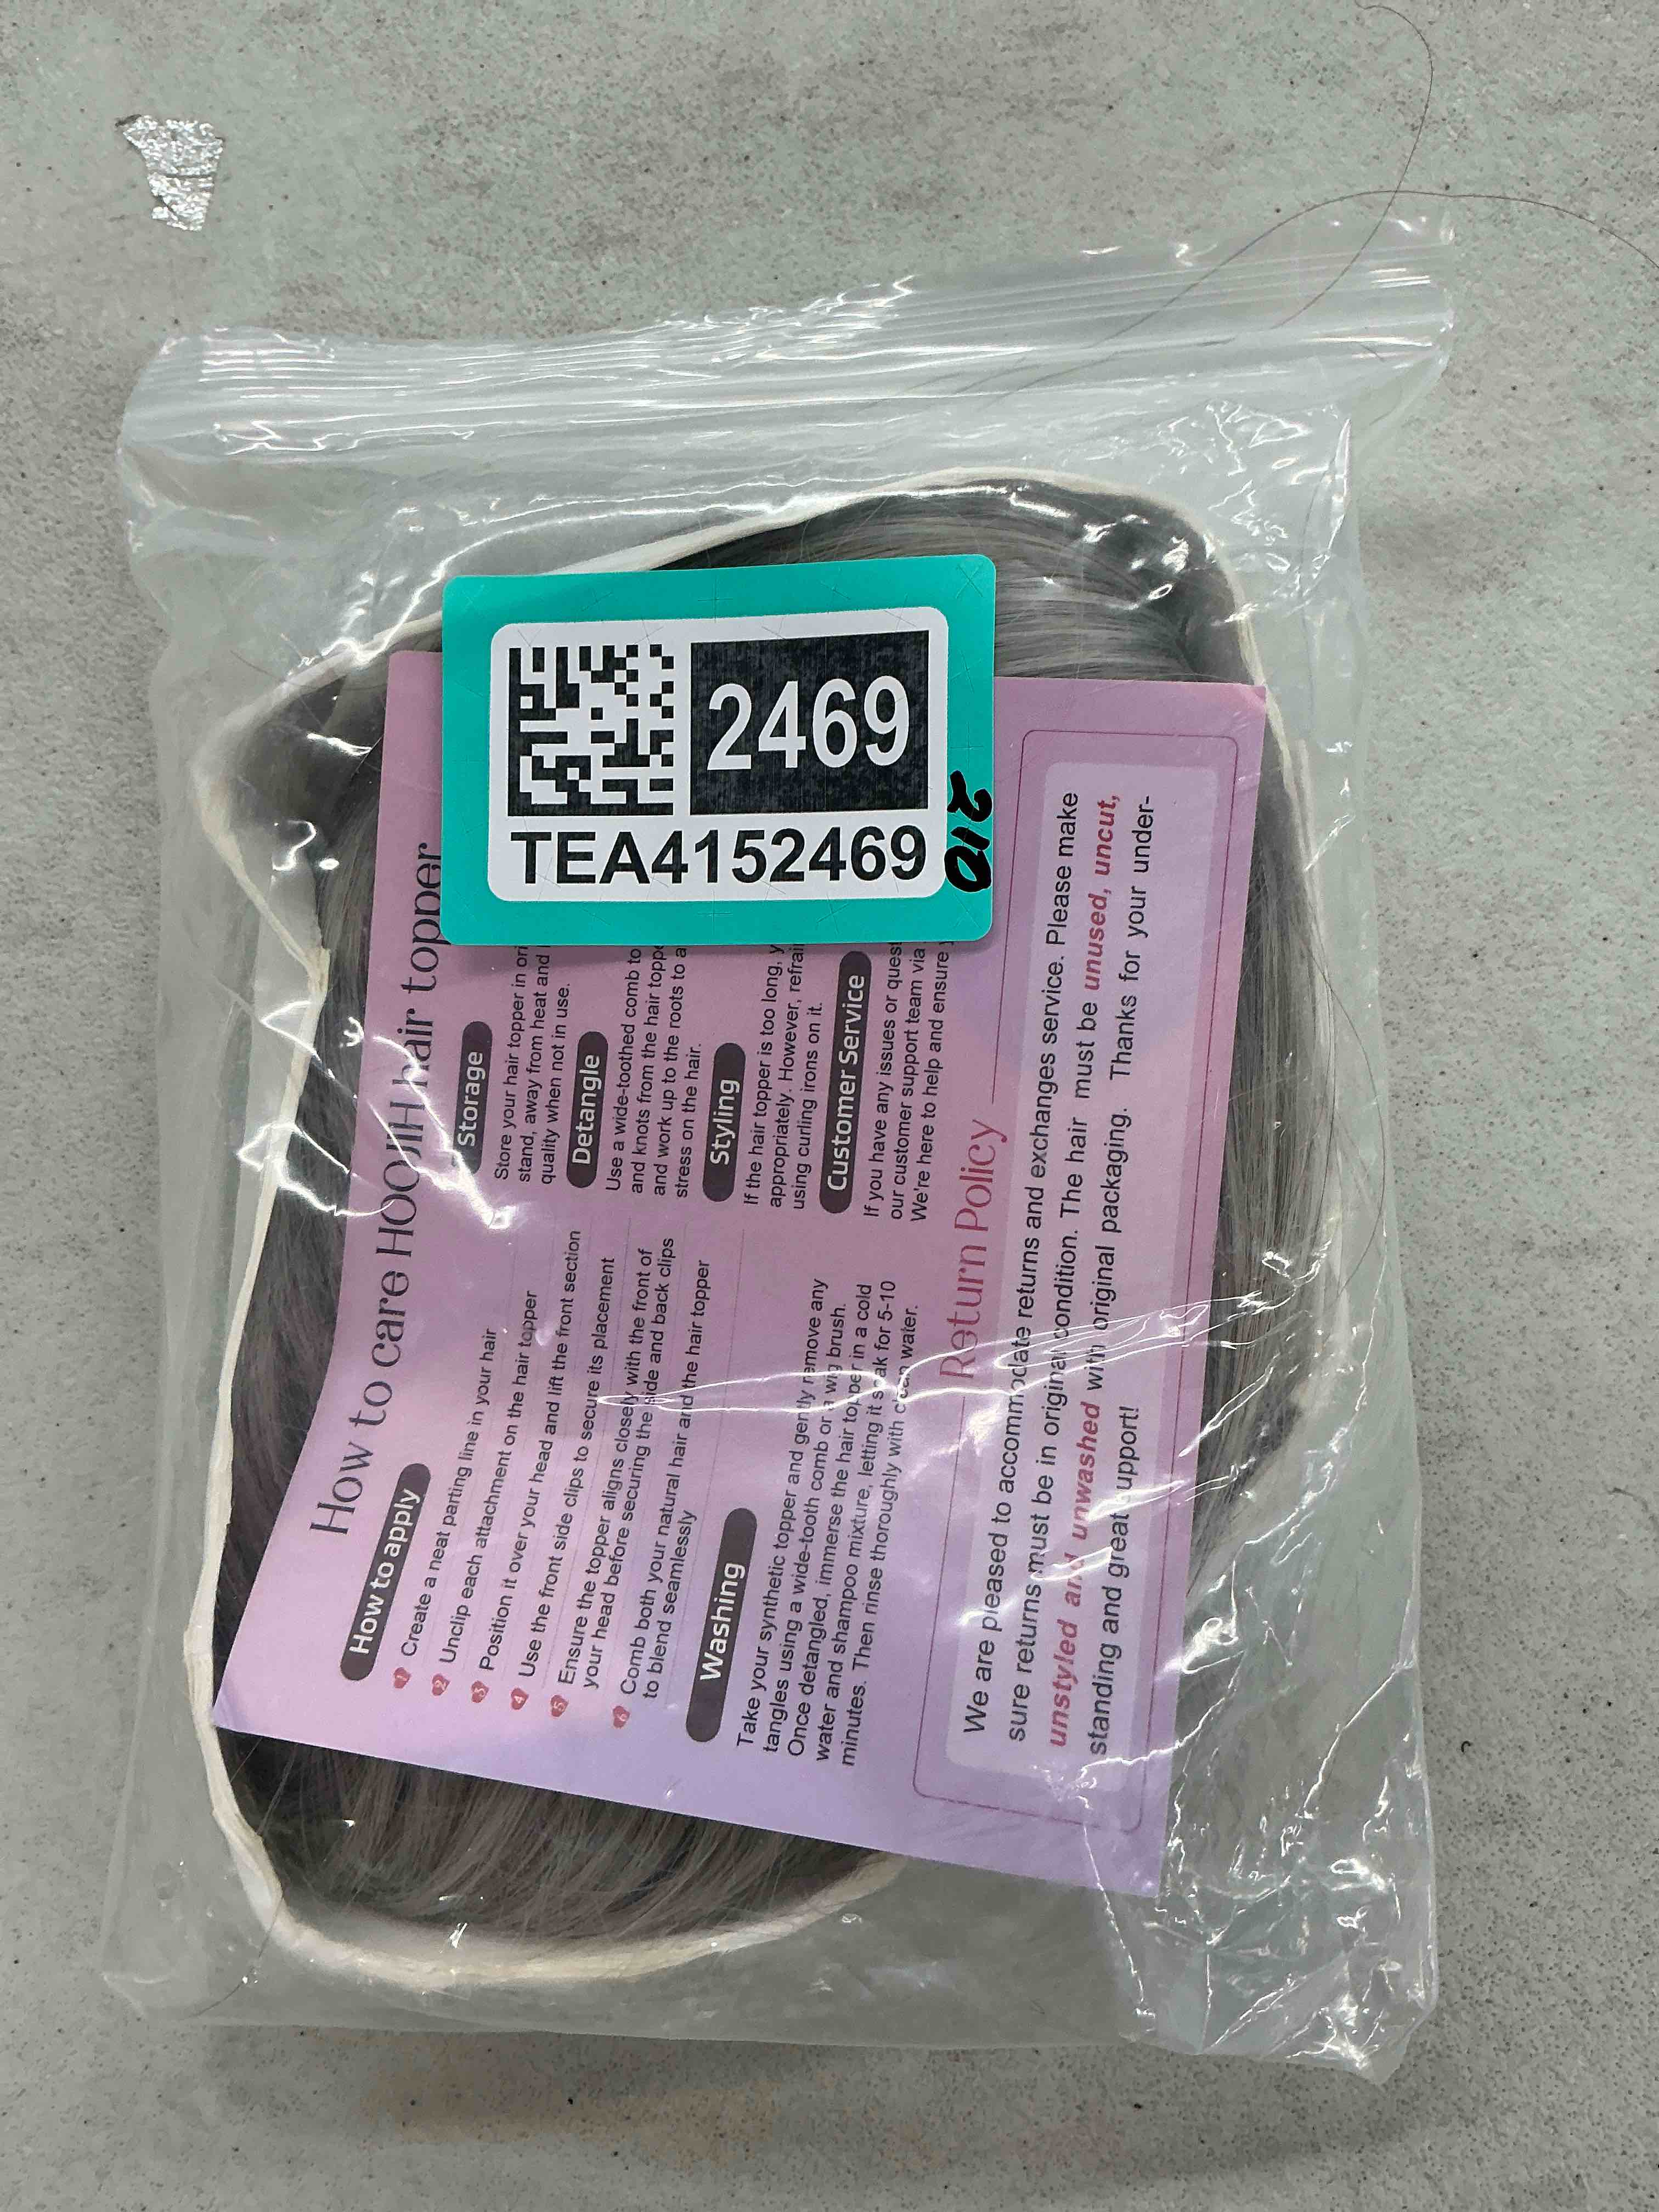 2469
TEA4152469
210
How to care HOOJIH hair topper
How to apply
1 Create a neat parting line in your hair
2 Unclip each attachment on the hair topper
3 Position it over your head and lift the front section
4 Use the front side clips to secure its placement
5 Ensure the topper aligns closely with the front of
your head before securing the side and back clips
6 Comb both your natural hair and the hair topper
to blend seamlessly
Washing
Take your synthetic topper and gently remove any
tangles using a wide-tooth comb or a wig brush.
Once detangled, immerse the hair topper in a cold
water and shampoo mixture, letting it soak for 5-10
minutes. Then rinse thoroughly with clean water.
Storage
Store your hair topper in
stand, away from heat and
quality when not in use.
Detangle
Use a wide-toothed comb to
and knots from the hair
and work up to the roots to a
stress on the hair.
Styling
If the hair topper is too long,
appropriately. However,
using curling irons on it.
Customer Service
If you have any issues or
our customer support team via
We're here to help and ensure
Return Policy
We are pleased to accommodate returns and exchanges service. Please make
sure returns must be in original condition. The hair must be unused, uncut,
unstyled and unwashed with original packaging. Thanks for your under-
standing and great support!